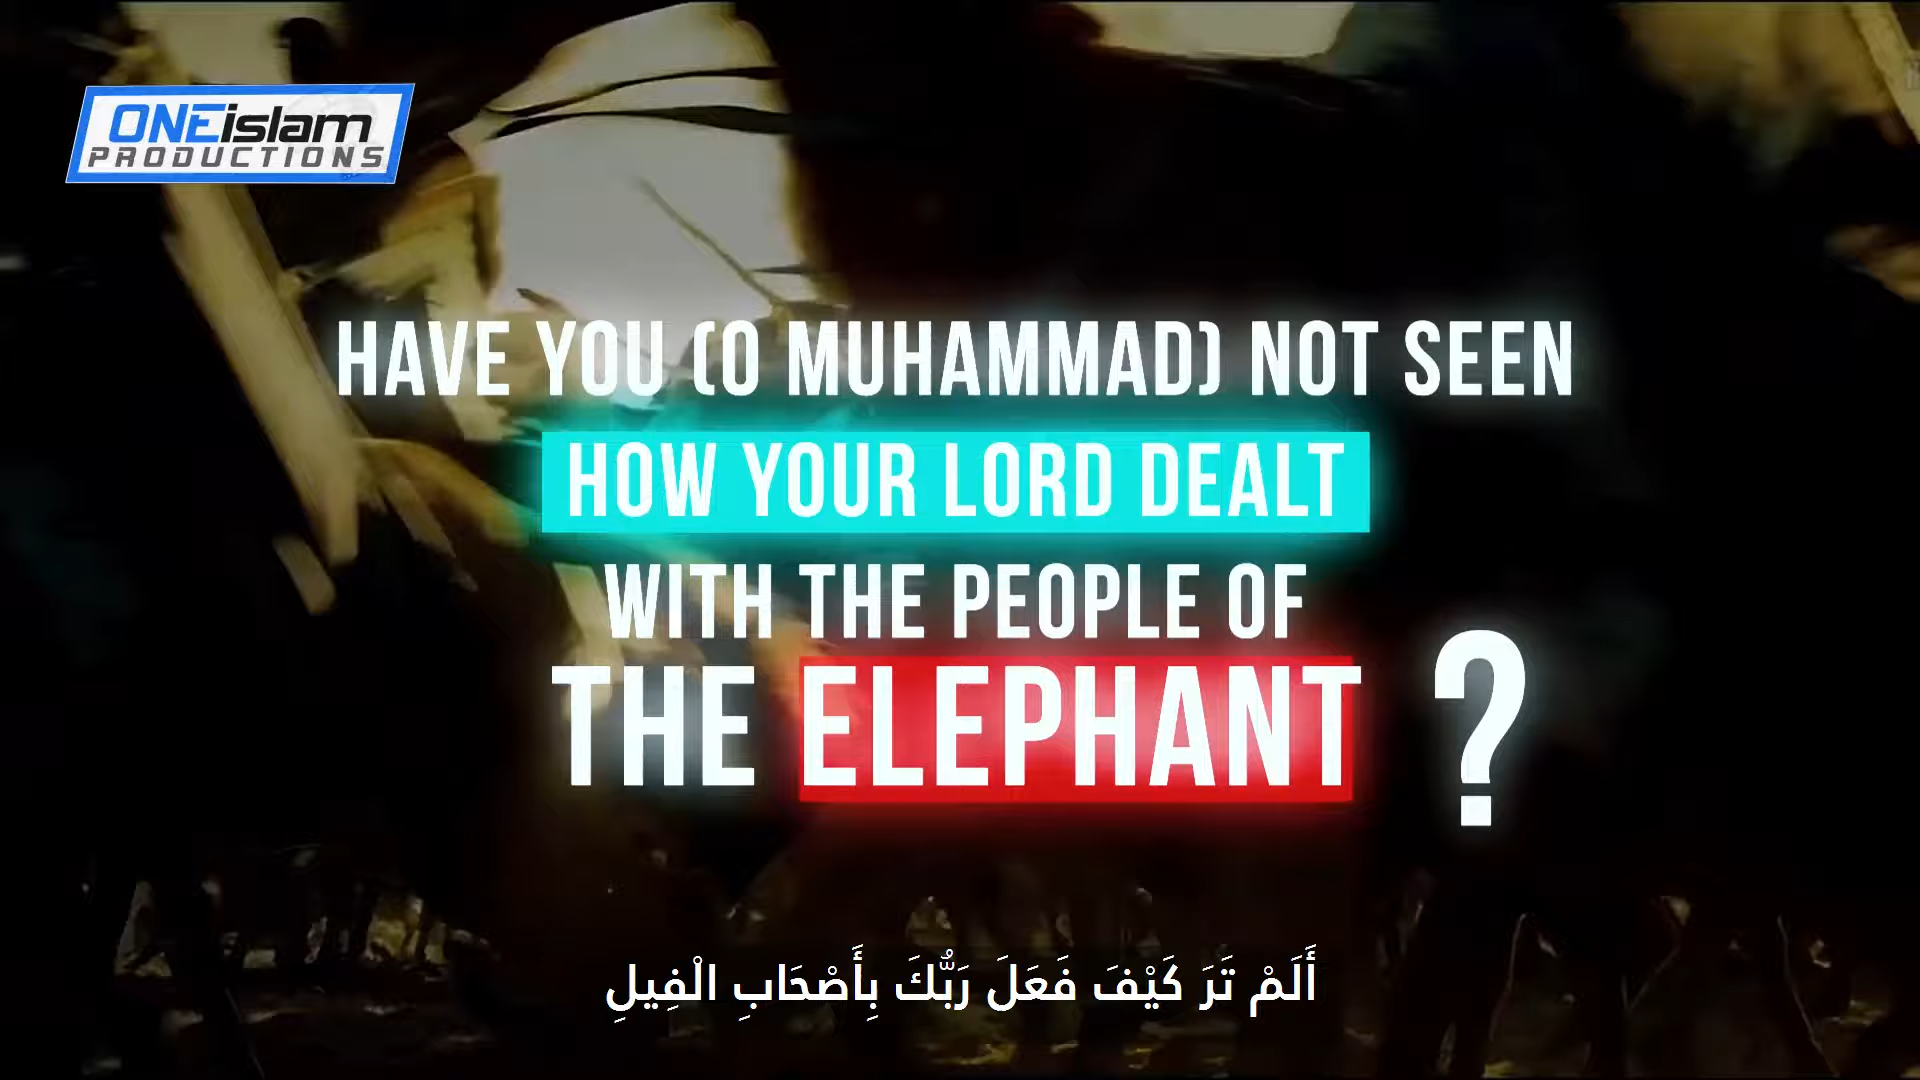 ONEislam
PRODUCTIONS
HAVE YOU (O MUHAMMAD) NOT SEEN
HOW YOUR LORD DEALT
WITH THE PEOPLE OF
THE ELEPHANT ?
أَلَمْ تَرَ كَيْفَ فَعَلَ رَبُّكَ بِأَصْحَابِ الْفِيلِ